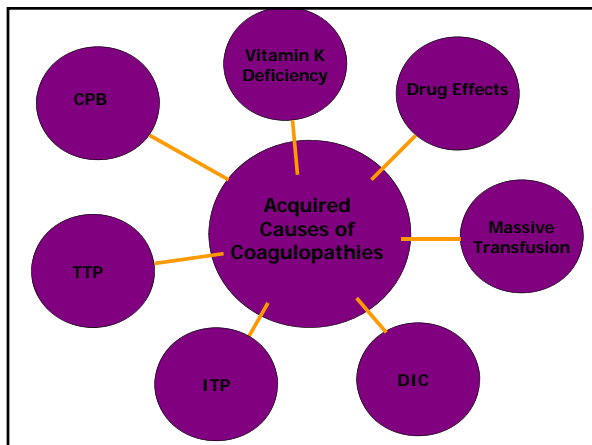 Vitamin K
Deficiency
Drug Effects
CPB
Acquired
Causes of
Coagulopathies
Massive
Transfusion
TTP
ITP
DIC